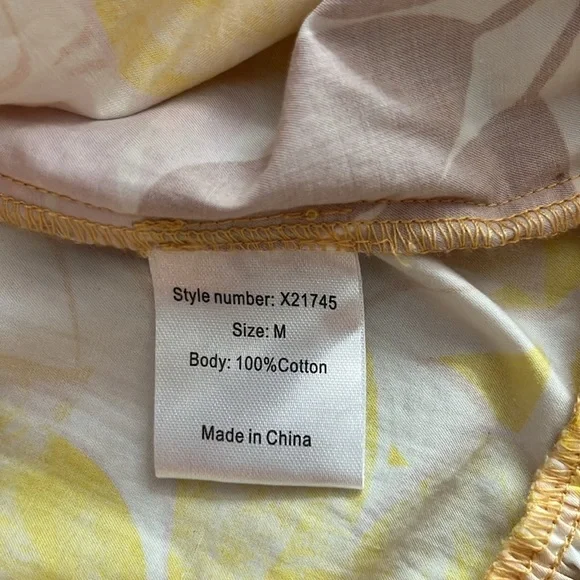 Style number: X21745
Size: M
Body: 100%Cotton
Made in China